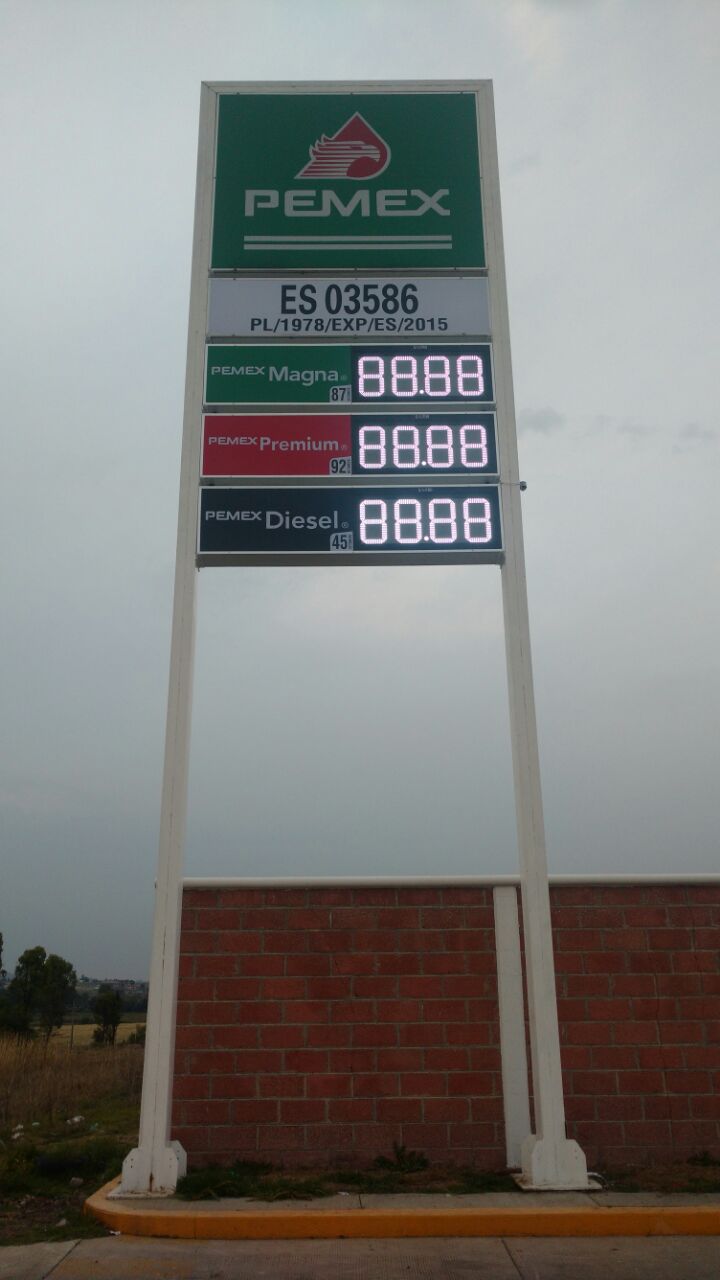 PEMEX
ES 03586
PL/1978/EXP/ES/2015
PEMEX Magna® 87 88.88
PEMEX Premium® 92 88.88
PEMEX Diesel® 45 88.88